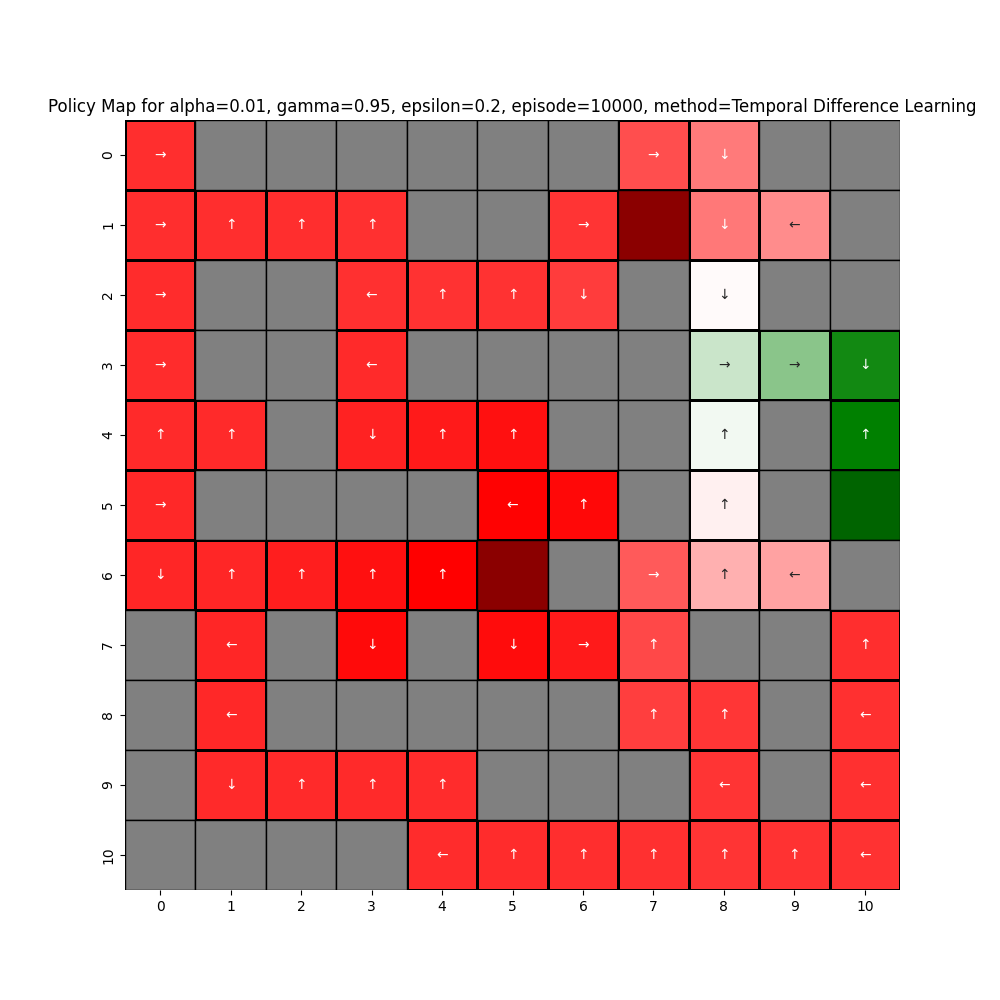 Policy Map for alpha=0.01, gamma=0.95, epsilon=0.2, episode=10000, method=Temporal Difference Learning
0 → → ↓
1 → ↑ ↑ ↑ → ↓ ←
2 → ← ↑ ↑ ↓ ↓
3 → ← → → ↓
4 ↑ ↑ ↓ ↑ ↑ ↑ ↑
5 → ← ↑ ↑
6 ↓ ↑ ↑ ↑ ↑ → ↑ ←
7 ← ↓ ↓ → ↑ ↑
8 ← ↑ ↑ ←
9 ↓ ↑ ↑ ↑ ← ←
10 ← ↑ ↑ ↑ ↑ ↑ ←
0 1 2 3 4 5 6 7 8 9 10